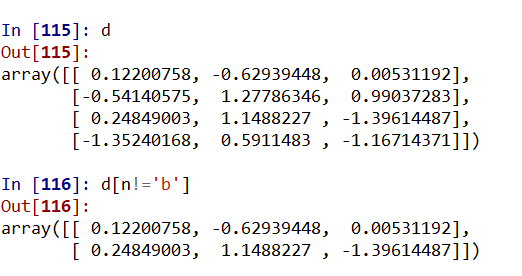 In [115]: d
Out[115]:
array([[ 0.12200758, -0.62939448,  0.00531192],
       [-0.54140575,  1.27786346,  0.99037283],
       [ 0.24849003,  1.1488227 , -1.39614487],
       [-1.35240168,  0.5911483 , -1.16714371]])
In [116]: d[n!='b']
Out[116]:
array([[ 0.12200758, -0.62939448,  0.00531192],
       [ 0.24849003,  1.1488227 , -1.39614487]])